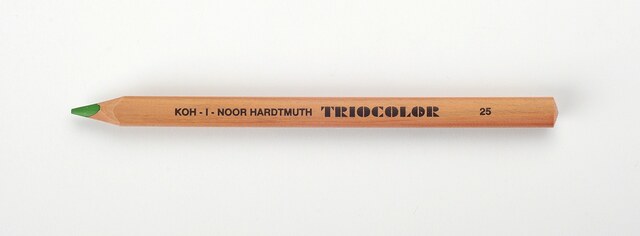 KOH - I - NOOR HARDTMUTH TRIOCOLOR 25